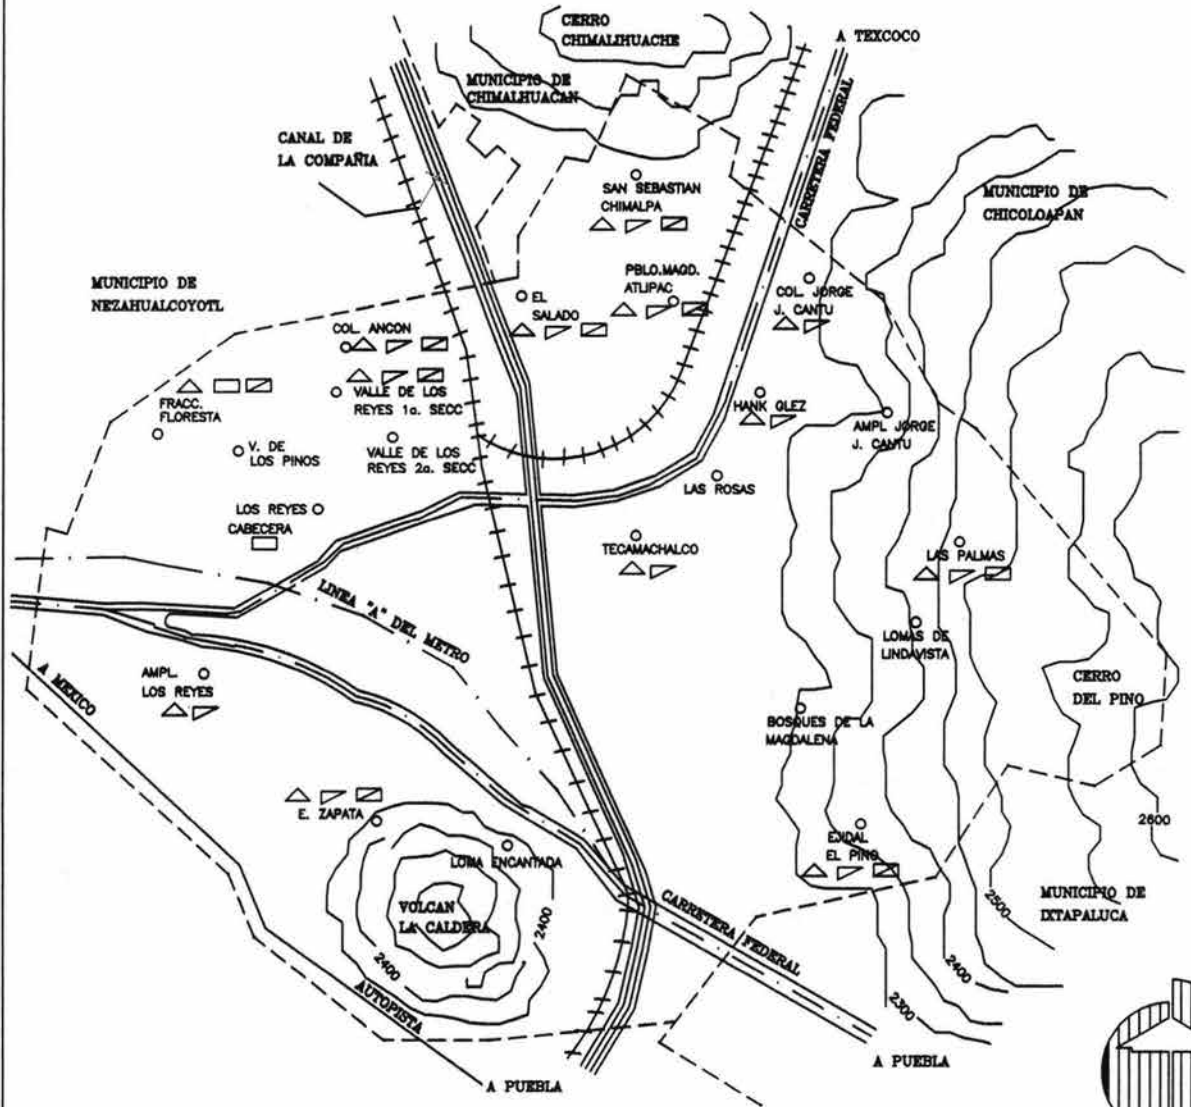 CERRO
CHIMALIHUACHE
A TEXCOCO
MUNICIPIO DE
CHIMALHUACAN
CARRETERA FEDERAL
CANAL DE
LA COMPAÑIA
SAN SEBASTIAN
CHIMALPA
MUNICIPIO DE
CHICOLOAPAN
MUNICIPIO DE
NEZAHUALCOYOTL
PBLO.MAGD.
ATLIPAC
EL
SALADO
COL. JORGE
J. CANTU
COL. ANCON
FRACC.
FLORESTA
VALLE DE LOS
REYES 1a. SECC
HANK GLEZ
AMPL JORGE
J. CANTU
V. DE
LOS PINOS
VALLE DE LOS
REYES 2a. SECC
LAS ROSAS
LOS REYES
CABECERA
TECAMACHALCO
LAS PALMAS
LINEA "A" DEL METRO
LOMAS DE
LINDAVISTA
A MEXICO
AMPL.
LOS REYES
CERRO
DEL PINO
BOSQUES DE LA
MAGDALENA
E. ZAPATA
EJIDAL
EL PINO
2600
LOMA ENCANTADA
VOLCAN
LA CALDERA
2400
2400
CARRETERA FEDERAL
2500
MUNICIPIO DE
IXTAPALUCA
2400
2300
AUTOPISTA
A PUEBLA
A PUEBLA